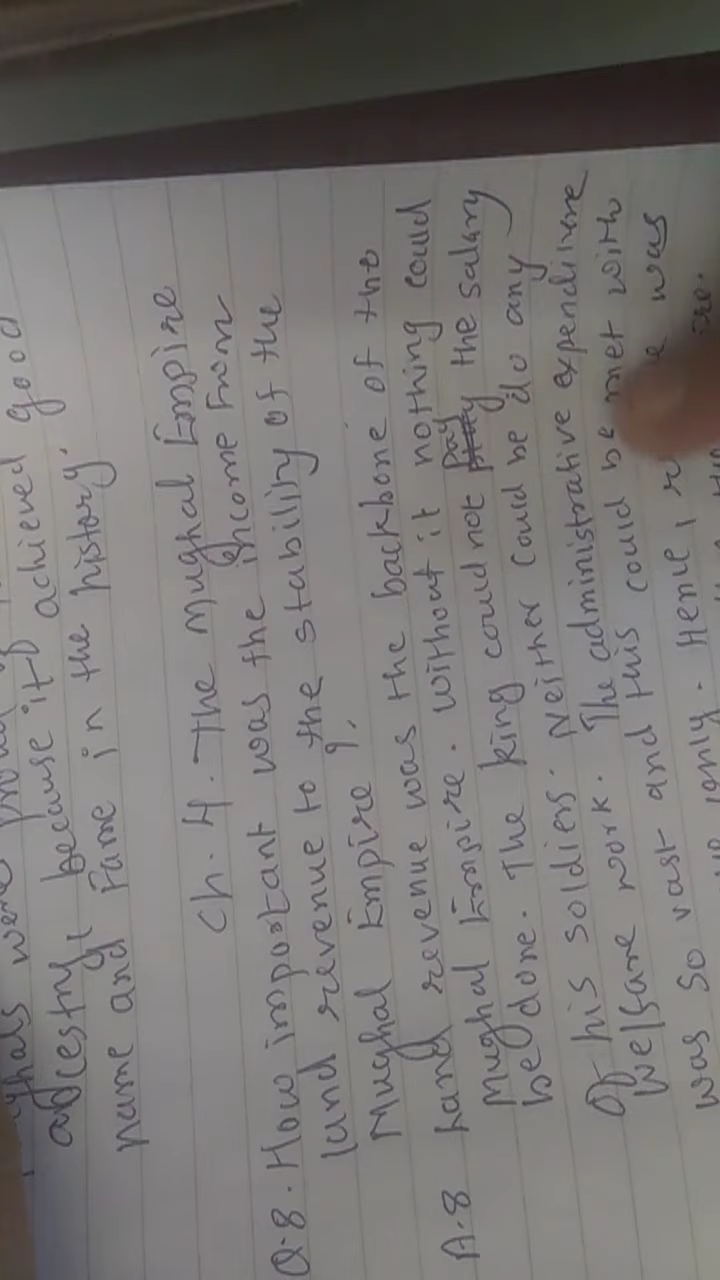 ancestry because it achieved good
name and fame in the history.
Ch. 4. The Mughal Empire
Q.8. How important was the income from
land revenue to the stability of the
Mughal Empire ?
A.8 Land revenue was the backbone of the
Mughal Empire. without it nothing could
be done. The king could not pay the salary
of his soldiers. Neither could be do any
welfare work. The administrative expenditure
was so vast and this could be met with
only. Hence, was